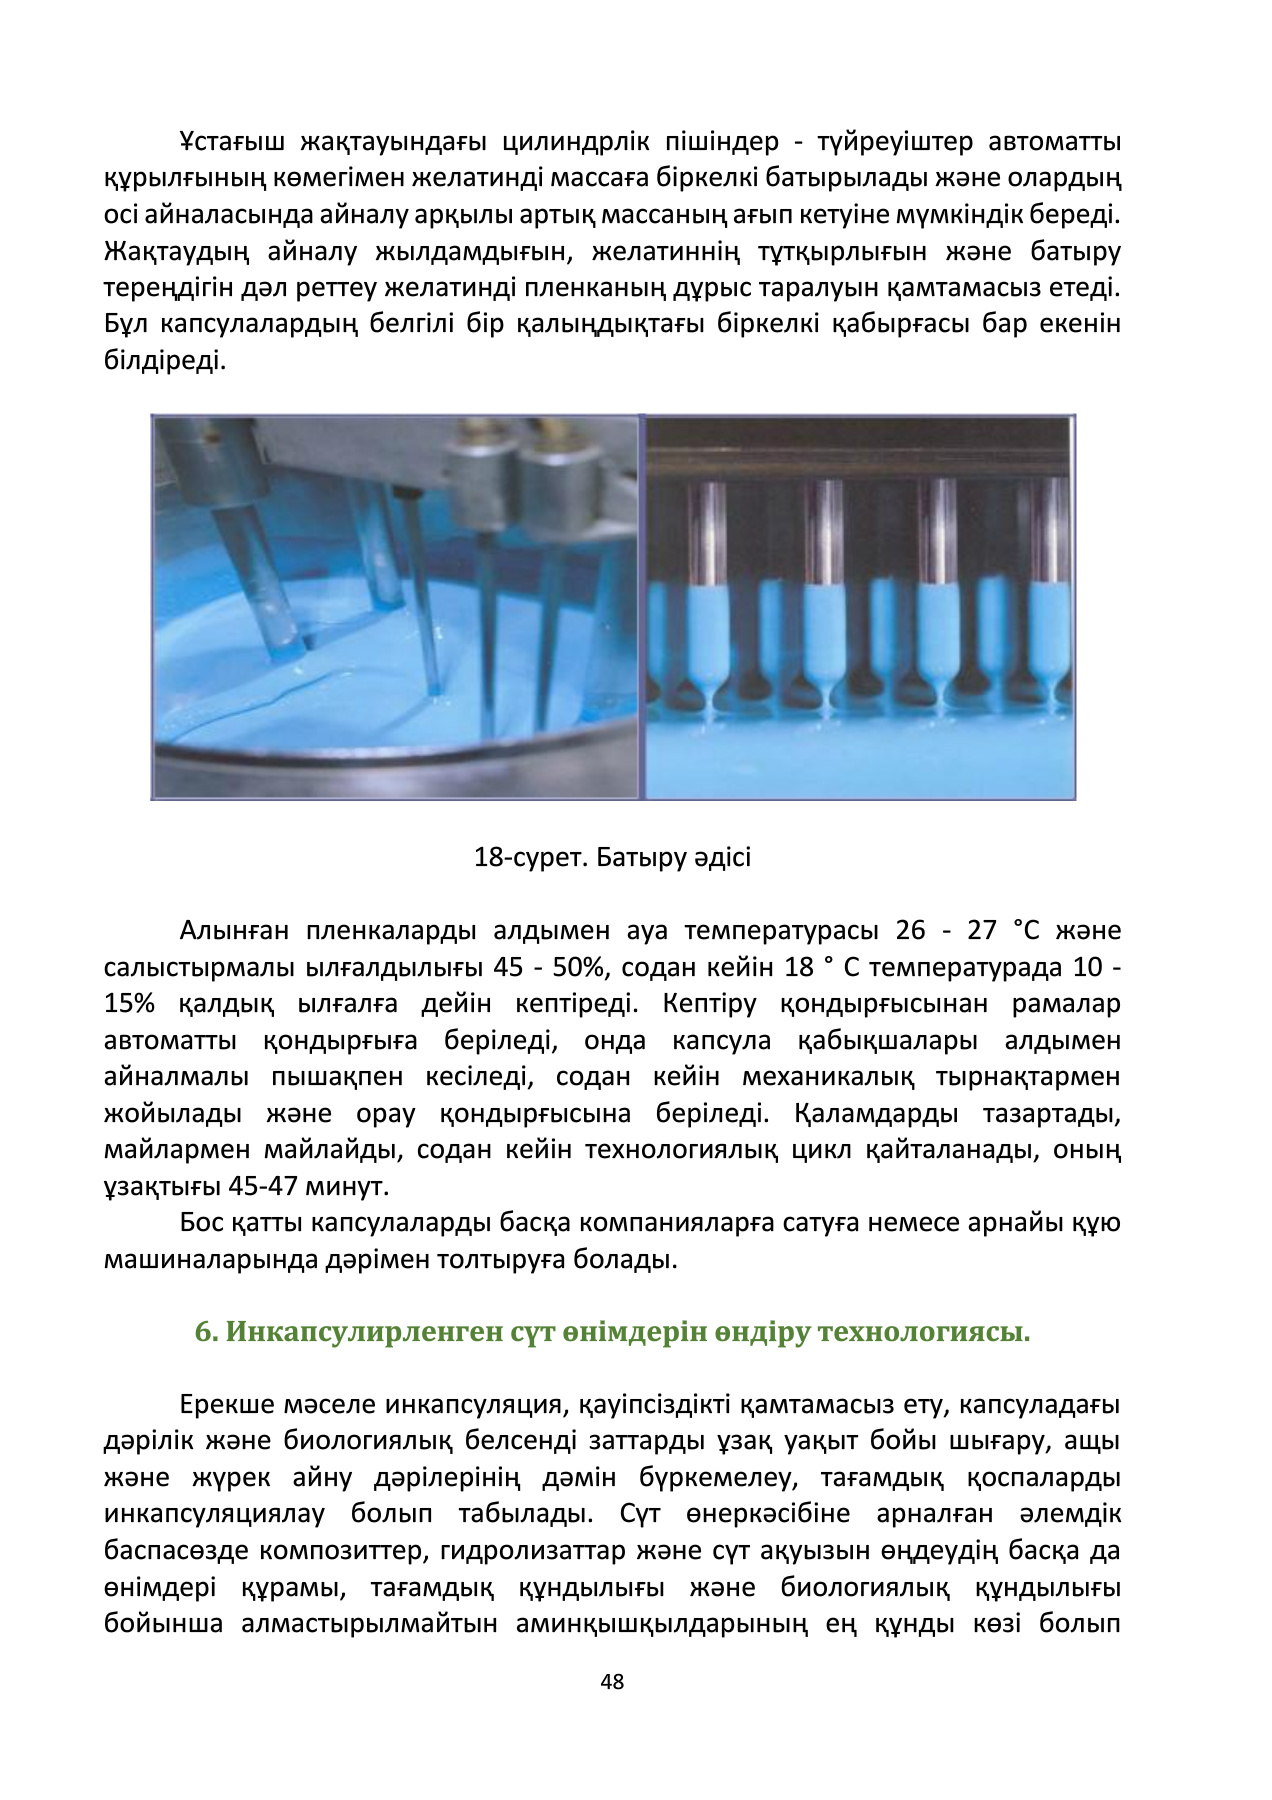 Ұстағыш жақтауындағы цилиндрлік пішіндер - түйреуіштер автоматты
құрылғының көмегімен желатинді массаға біркелкі батырылады және олардың
осі айналасында айналу арқылы артық массаның ағып кетуіне мүмкіндік береді.
Жақтаудың айналу жылдамдығын, желатиннің тұтқырлығын және батыру
тереңдігін дәл реттеу желатинді пленканың дұрыс таралуын қамтамасыз етеді.
Бұл капсулалардың белгілі бір қалыңдықтағы біркелкі қабырғасы бар екенін
білдіреді.
18-сурет. Батыру әдісі
Алынған пленкаларды алдымен ауа температурасы 26 - 27 °C және
салыстырмалы ылғалдылығы 45 - 50%, содан кейін 18 ° C температурада 10 -
15% қалдық ылғалға дейін кептіреді. Кептіру қондырғысынан рамалар
автоматты қондырғыға беріледі, онда капсула қабықшалары алдымен
айналмалы пышақпен кесіледі, содан кейін механикалық тырнақтармен
жойылады және орау қондырғысына беріледі. Қаламдарды тазартады,
майлармен майлайды, содан кейін технологиялық цикл қайталанады, оның
ұзақтығы 45-47 минут.
Бос қатты капсулаларды басқа компанияларға сатуға немесе арнайы құю
машиналарында дәрімен толтыруға болады.
6. Инкапсулирленген сүт өнімдерін өндіру технологиясы.
Ерекше мәселе инкапсуляция, қауіпсіздікті қамтамасыз ету, капсуладағы
дәрілік және биологиялық белсенді заттарды ұзақ уақыт бойы шығару, ащы
және жүрек айну дәрілерінің дәмін бүркемелеу, тағамдық қоспаларды
инкапсуляциялау болып табылады. Сүт өнеркәсібіне арналған әлемдік
баспасөзде композиттер, гидролизаттар және сүт ақуызын өңдеудің басқа да
өнімдері құрамы, тағамдық құндылығы және биологиялық құндылығы
бойынша алмастырылмайтын аминқышқылдарының ең құнды көзі болып
48